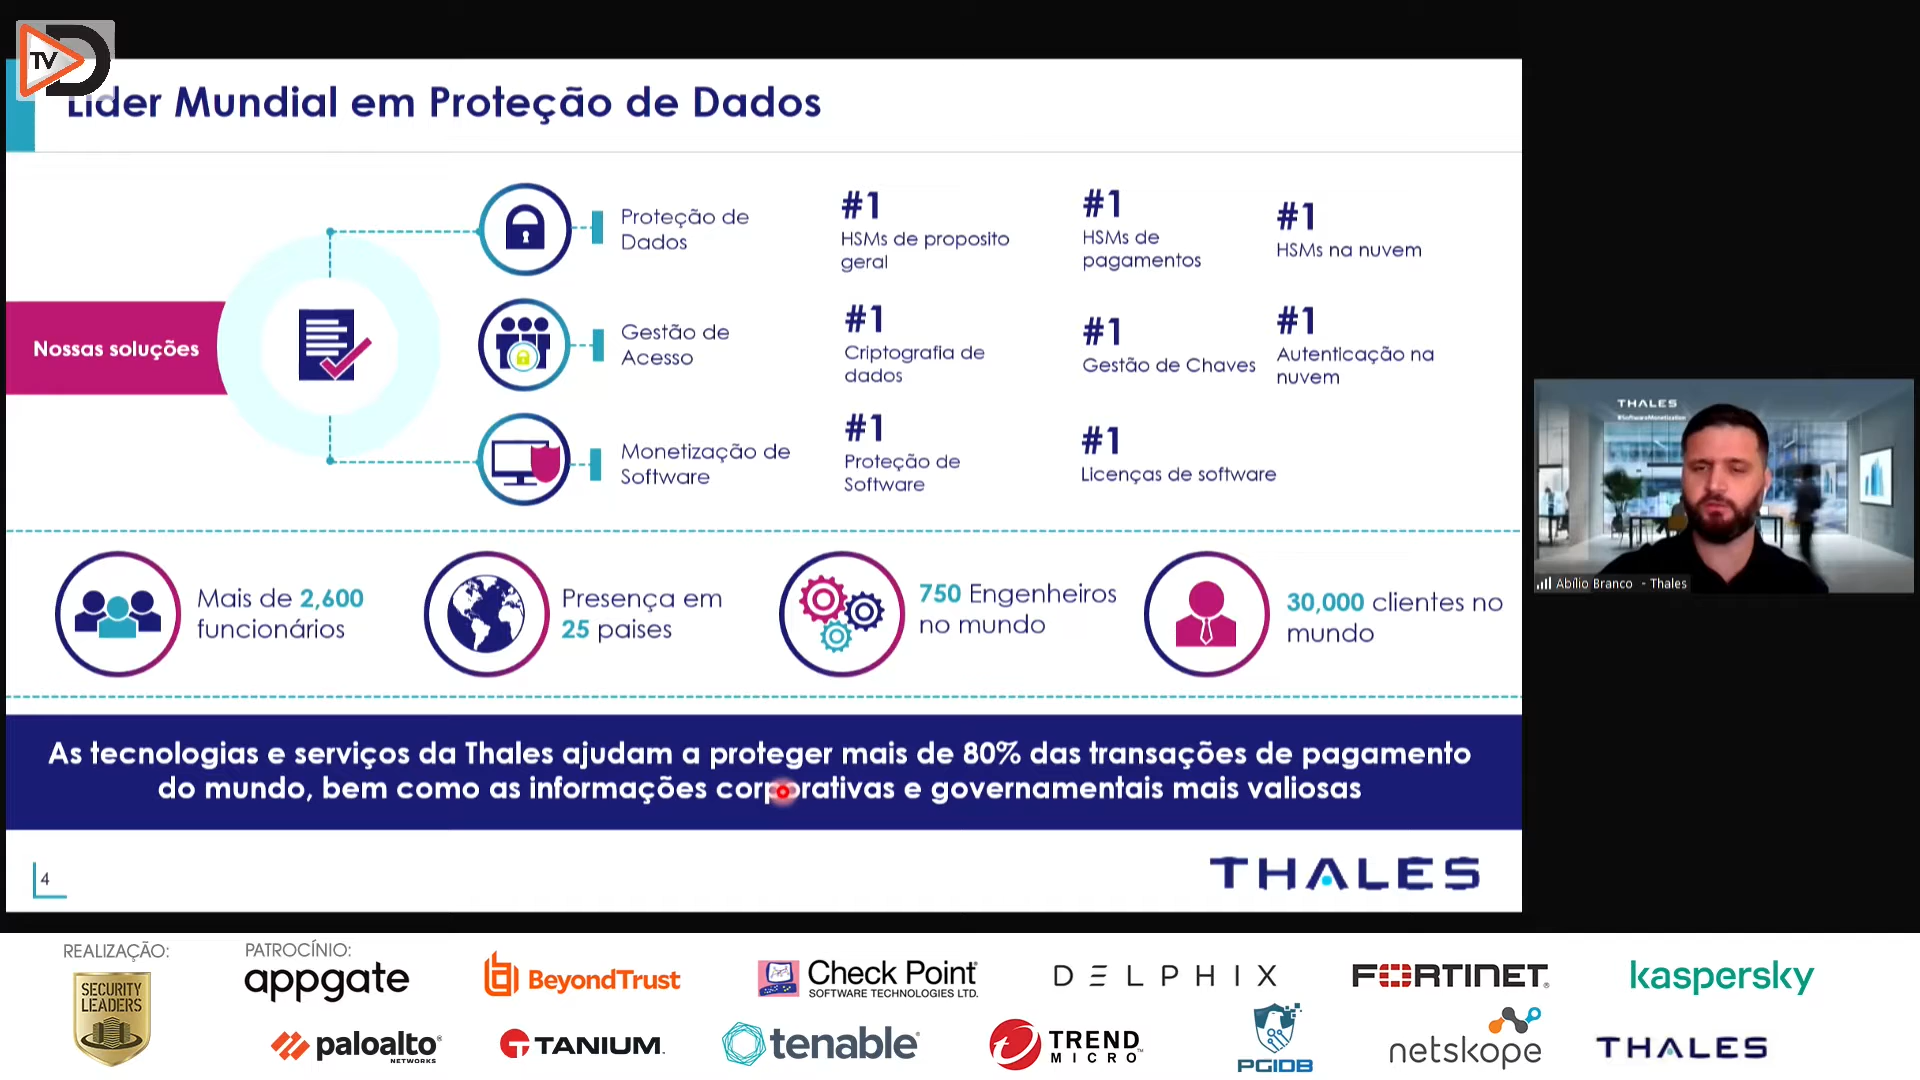 TV D
Líder Mundial em Proteção de Dados
Nossas soluções
Proteção de
Dados
#1
HSMs de proposito
geral
#1
HSMs de
pagamentos
#1
HSMs na nuvem
Gestão de
Acesso
#1
Criptografia de
dados
#1
Gestão de Chaves
#1
Autenticação na
nuvem
Monetização de
Software
#1
Proteção de
Software
#1
Licenças de software
Mais de 2,600
funcionários
Presença em
25 paises
750 Engenheiros
no mundo
30,000 clientes no
mundo
As tecnologias e serviços da Thales ajudam a proteger mais de 80% das transações de pagamento
do mundo, bem como as informações corporativas e governamentais mais valiosas
4
THALES
THALES
#SoftwareMonetization
Abílio Branco - Thales
REALIZAÇÃO:
SECURITY
LEADERS
PATROCÍNIO:
appgate
BeyondTrust
Check Point
SOFTWARE TECHNOLOGIES LTD.
DELPHIX
FORTINET
kaspersky
paloalto
NETWORKS
TANIUM
tenable
TREND
MICRO
PGIDB
netskope
THALES